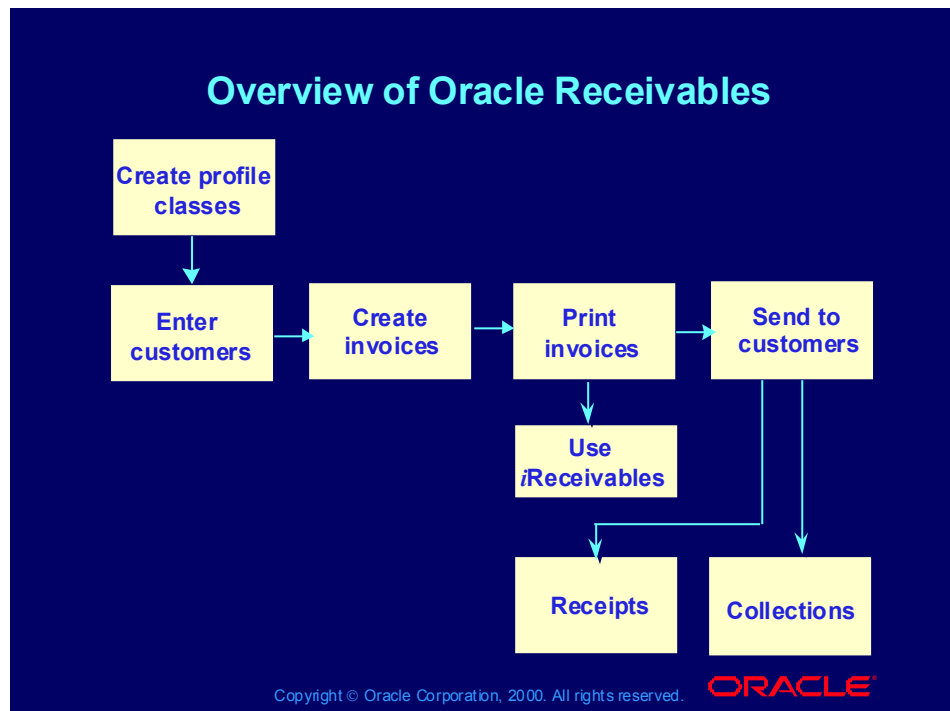 Overview of Oracle Receivables
Create profile
classes
Enter
customers
Create
invoices
Print
invoices
Send to
customers
Use
iReceivables
Receipts
Collections
Copyright © Oracle Corporation, 2000. All rights reserved.
ORACLE®